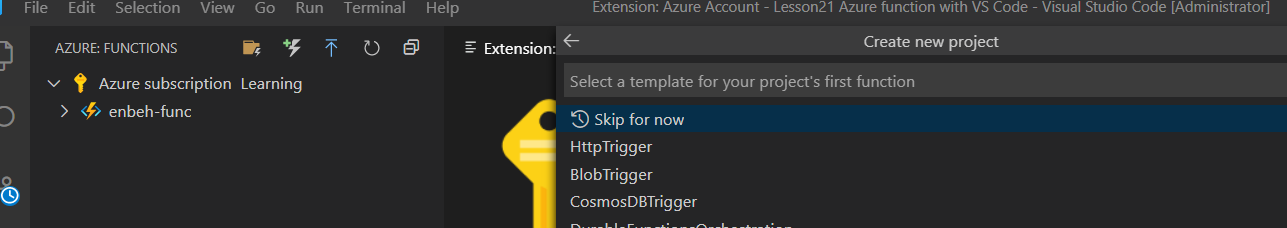 File Edit Selection View Go Run Terminal Help Extension: Azure Account - Lesson21 Azure function with VS Code - Visual Studio Code [Administrator]
AZURE: FUNCTIONS
Azure subscription Learning
enbeh-func
Extension:
Create new project
Select a template for your project's first function
Skip for now
HttpTrigger
BlobTrigger
CosmosDBTrigger
DurableFunctionsOrchestration